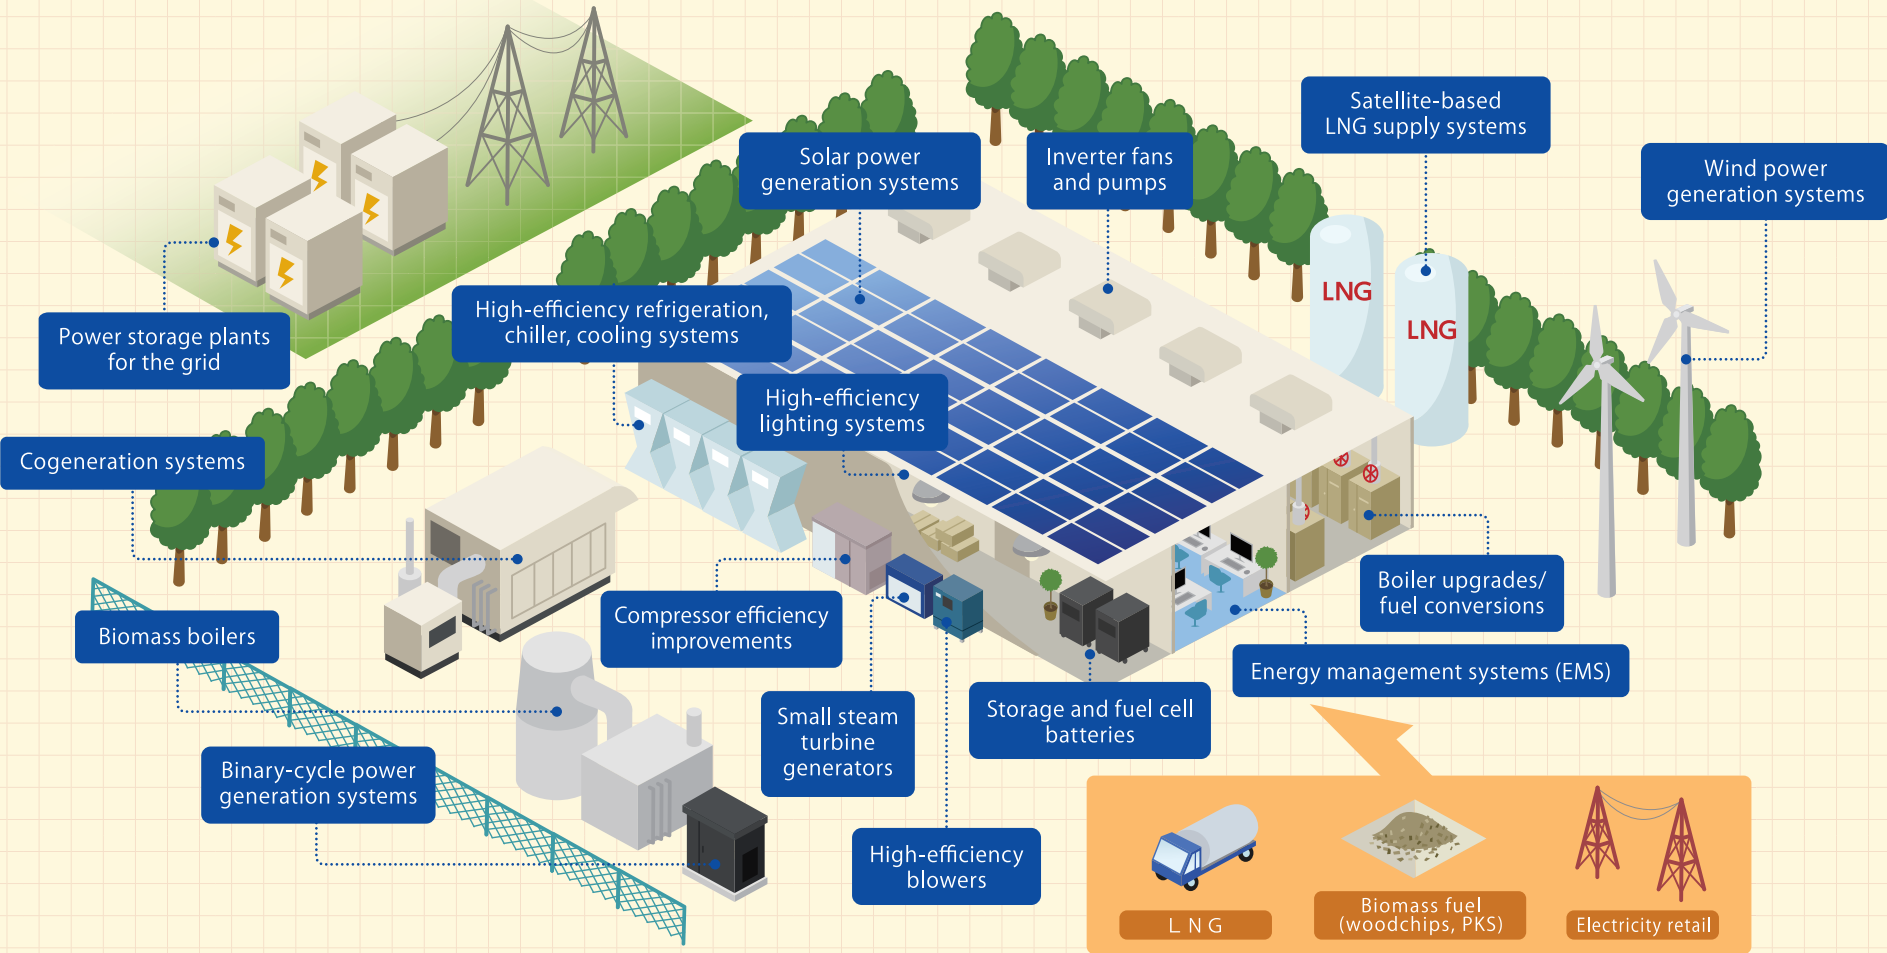 Satellite-based
LNG supply systems
Solar power
generation systems
Inverter fans
and pumps
Wind power
generation systems
LNG
LNG
High-efficiency refrigeration,
chiller, cooling systems
Power storage plants
for the grid
High-efficiency
lighting systems
Cogeneration systems
Boiler upgrades/
fuel conversions
Compressor efficiency
improvements
Biomass boilers
Energy management systems (EMS)
Small steam
turbine
generators
Storage and fuel cell
batteries
Binary-cycle power
generation systems
High-efficiency
blowers
LNG
Biomass fuel
(woodchips, PKS)
Electricity retail